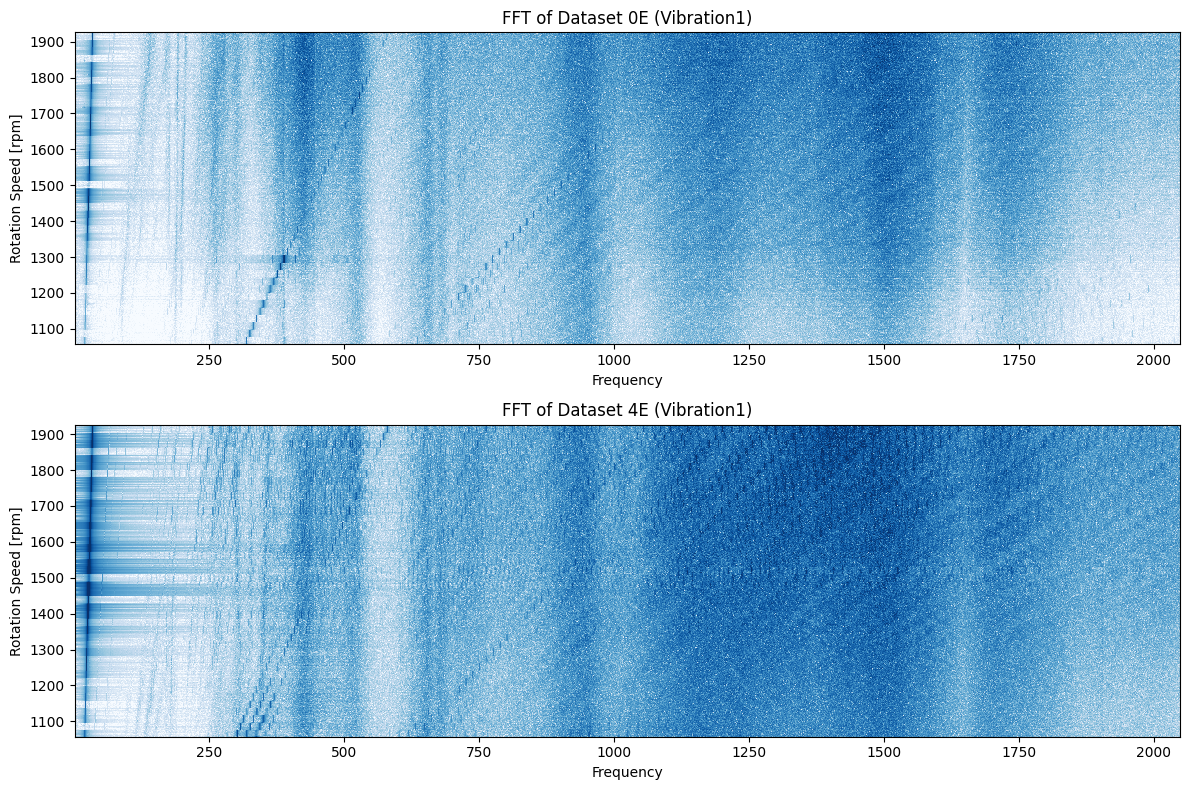 FFT of Dataset 0E (Vibration1)
Rotation Speed [rpm]
1900
1800
1700
1600
1500
1400
1300
1200
1100
250 500 750 1000 1250 1500 1750 2000
Frequency
FFT of Dataset 4E (Vibration1)
Rotation Speed [rpm]
1900
1800
1700
1600
1500
1400
1300
1200
1100
250 500 750 1000 1250 1500 1750 2000
Frequency